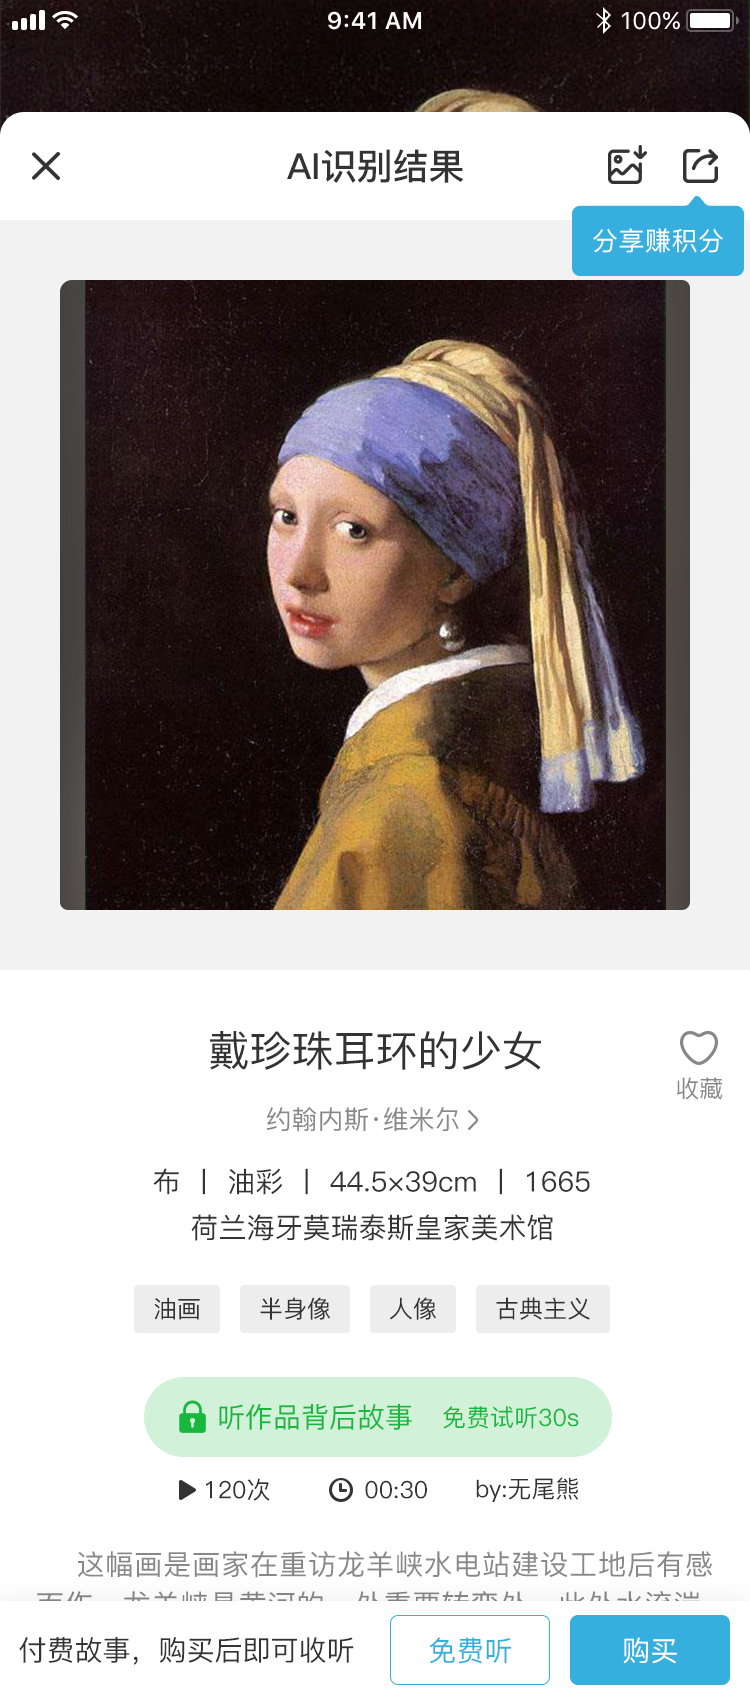 9:41 AM 100%
AI识别结果
分享赚积分
戴珍珠耳环的少女
收藏
约翰内斯·维米尔
布 | 油彩 | 44.5×39cm | 1665
荷兰海牙莫瑞泰斯皇家美术馆
油画 半身像 人像 古典主义
听作品背后故事 免费试听30s
120次 00:30 by:无尾熊
这幅画是画家在重访龙羊峡水电站建设工地后有感
付费故事，购买后即可收听 免费听 购买